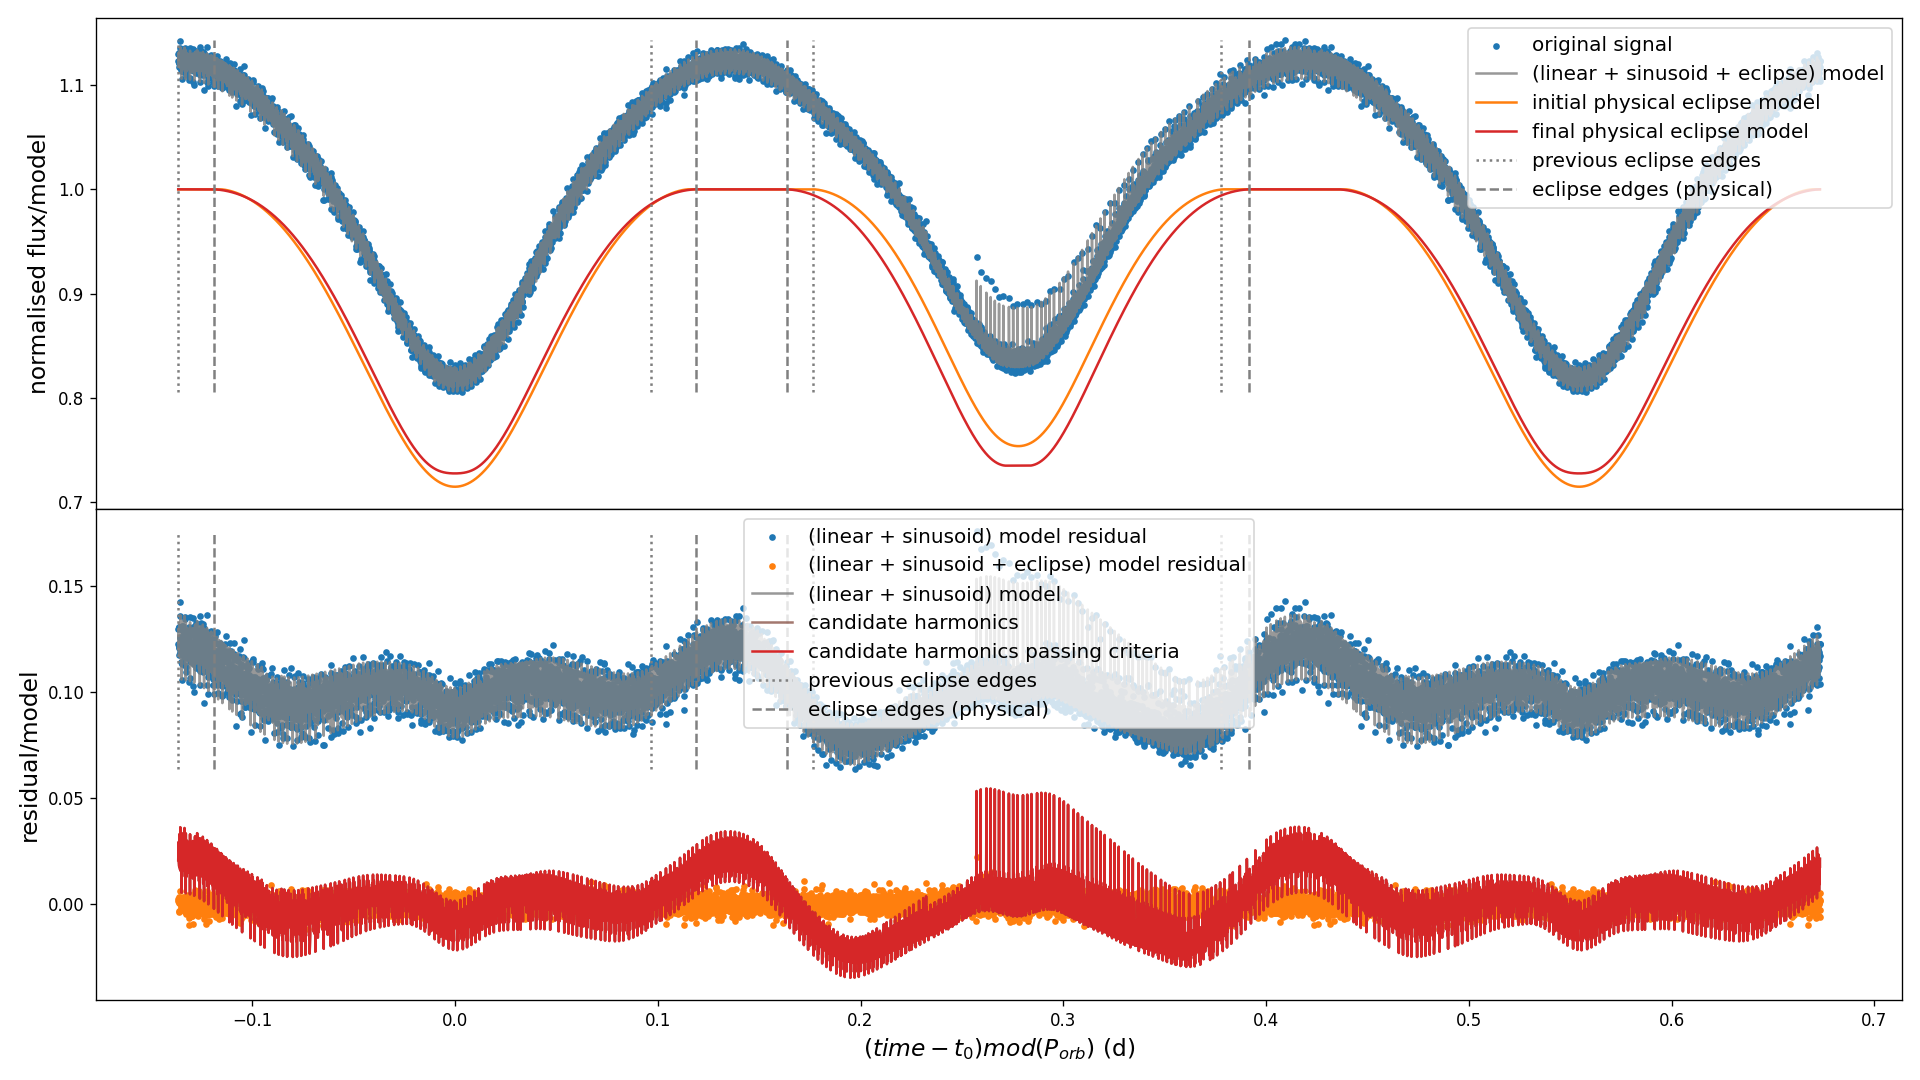 normalised flux/model
1.1
1.0
0.9
0.8
0.7
original signal
(linear + sinusoid + eclipse) model
initial physical eclipse model
final physical eclipse model
previous eclipse edges
eclipse edges (physical)
residual/model
0.15
0.10
0.05
0.00
(linear + sinusoid) model residual
(linear + sinusoid + eclipse) model residual
(linear + sinusoid) model
candidate harmonics
candidate harmonics passing criteria
previous eclipse edges
eclipse edges (physical)
−0.1 0.0 0.1 0.2 0.3 0.4 0.5 0.6 0.7
(time − t₀)mod(Pₒᵣb) (d)